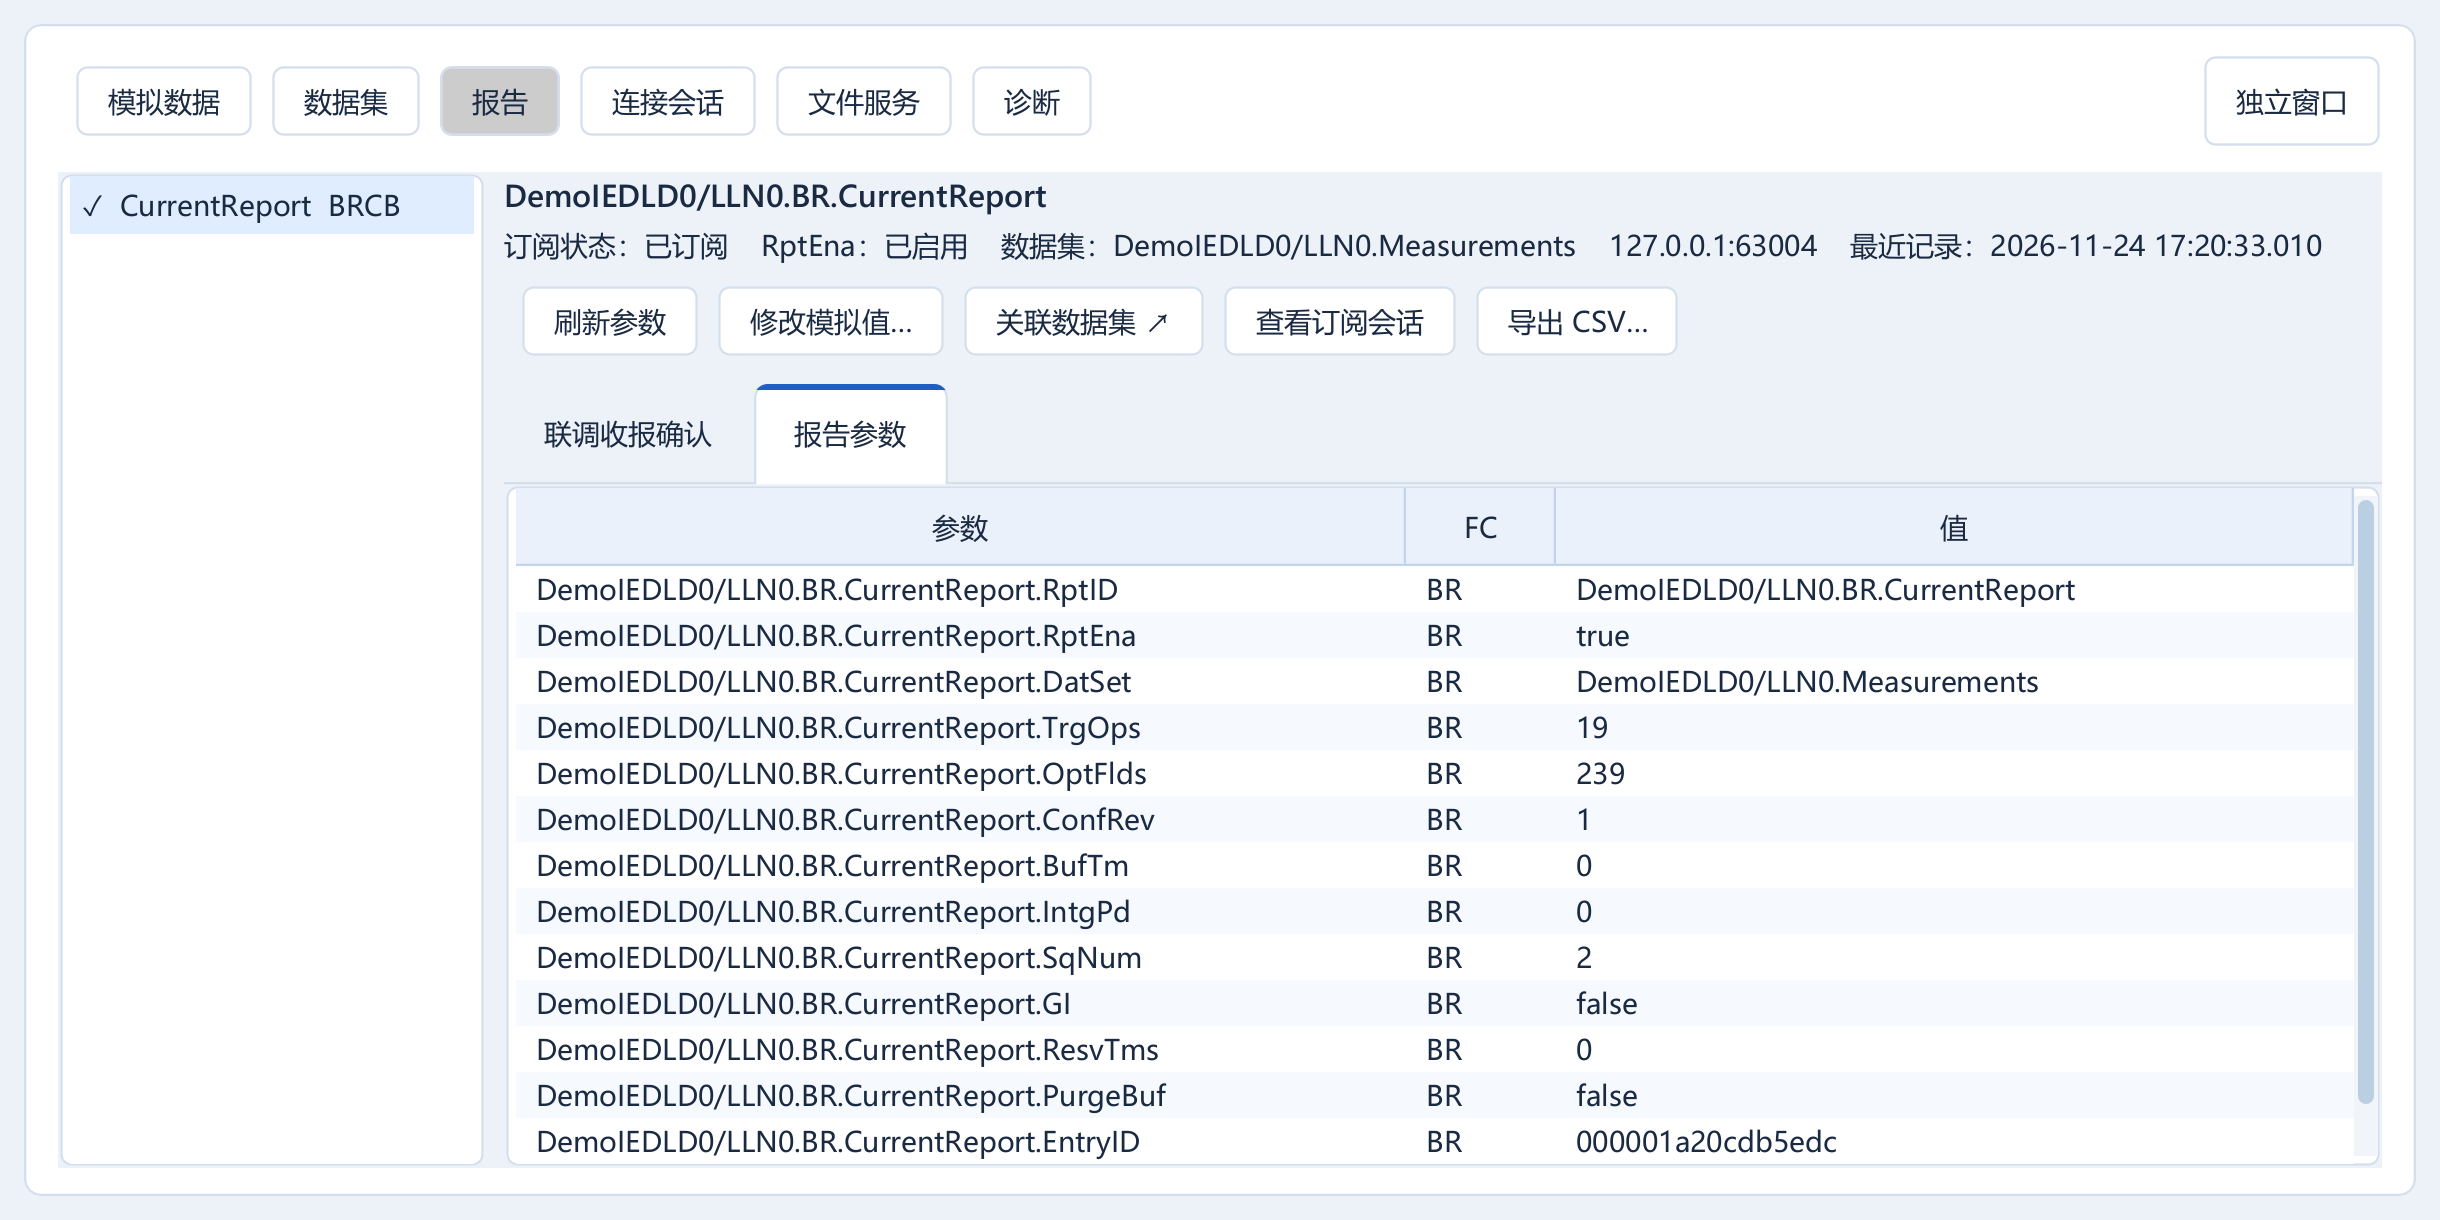 模拟数据 数据集 报告 连接会话 文件服务 诊断 独立窗口
✓ CurrentReport BRCB
DemoIEDLD0/LLN0.BR.CurrentReport
订阅状态：已订阅 RptEna：已启用 数据集：DemoIEDLD0/LLN0.Measurements 127.0.0.1:63004 最近记录：2026-11-24 17:20:33.010
刷新参数 修改模拟值... 关联数据集 ↗ 查看订阅会话 导出 CSV...
联调收报确认 报告参数
参数 FC 值
DemoIEDLD0/LLN0.BR.CurrentReport.RptID BR DemoIEDLD0/LLN0.BR.CurrentReport
DemoIEDLD0/LLN0.BR.CurrentReport.RptEna BR true
DemoIEDLD0/LLN0.BR.CurrentReport.DatSet BR DemoIEDLD0/LLN0.Measurements
DemoIEDLD0/LLN0.BR.CurrentReport.TrgOps BR 19
DemoIEDLD0/LLN0.BR.CurrentReport.OptFlds BR 239
DemoIEDLD0/LLN0.BR.CurrentReport.ConfRev BR 1
DemoIEDLD0/LLN0.BR.CurrentReport.BufTm BR 0
DemoIEDLD0/LLN0.BR.CurrentReport.IntgPd BR 0
DemoIEDLD0/LLN0.BR.CurrentReport.SqNum BR 2
DemoIEDLD0/LLN0.BR.CurrentReport.GI BR false
DemoIEDLD0/LLN0.BR.CurrentReport.ResvTms BR 0
DemoIEDLD0/LLN0.BR.CurrentReport.PurgeBuf BR false
DemoIEDLD0/LLN0.BR.CurrentReport.EntryID BR 000001a20cdb5edc